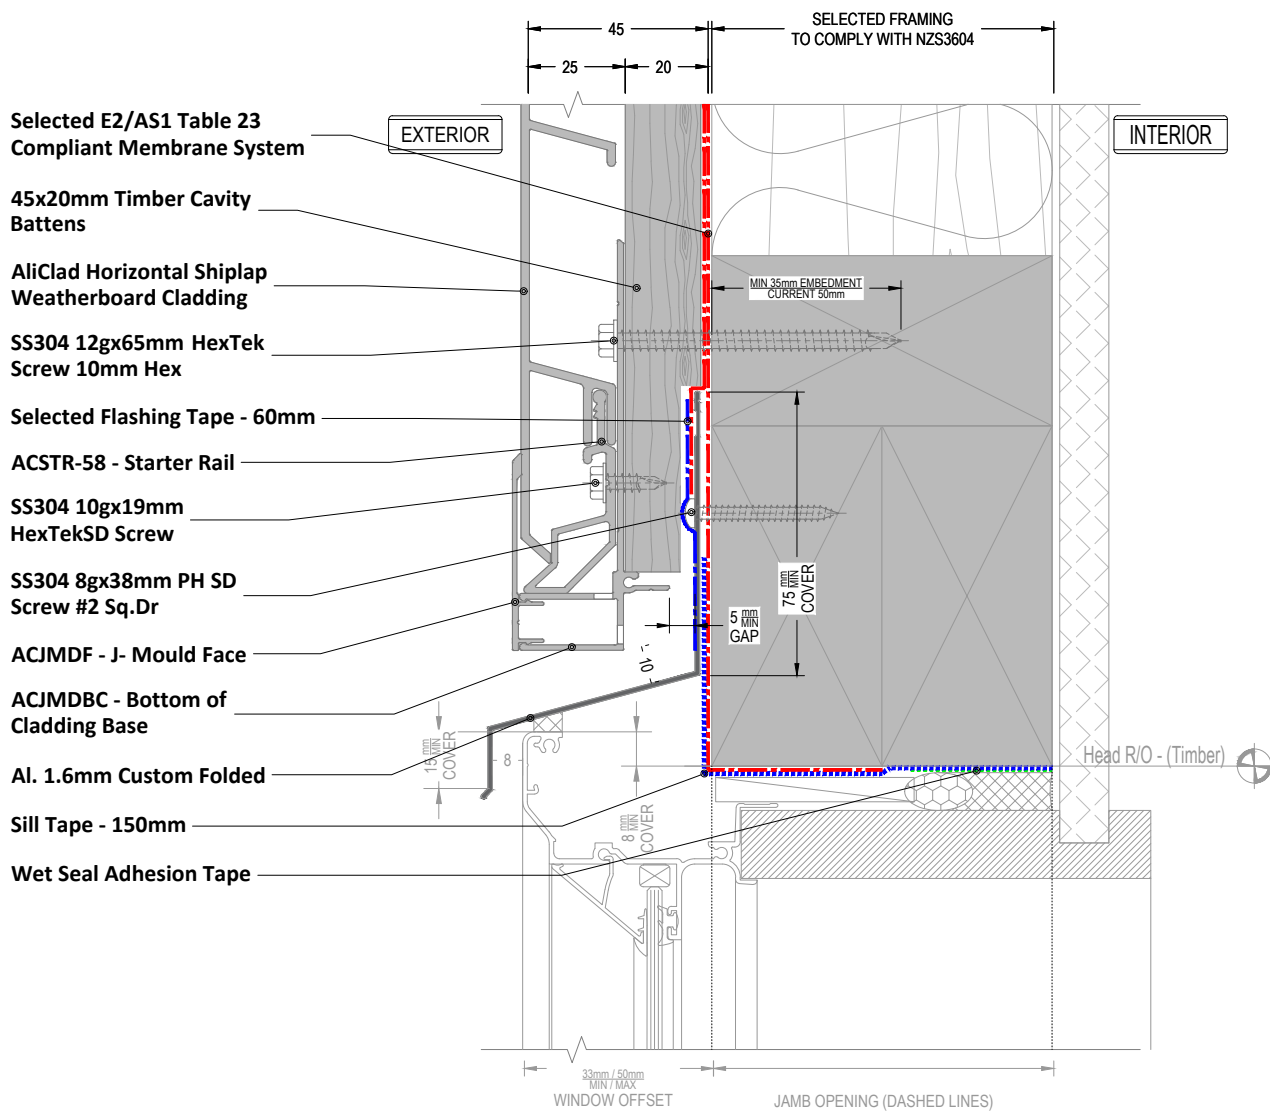 45
SELECTED FRAMING
TO COMPLY WITH NZS3604
25
20
Selected E2/AS1 Table 23
Compliant Membrane System
EXTERIOR
INTERIOR
45x20mm Timber Cavity
Battens
AliClad Horizontal Shiplap
Weatherboard Cladding
MIN 35mm EMBEDMENT
CURRENT 50mm
SS304 12gx65mm HexTek
Screw 10mm Hex
Selected Flashing Tape - 60mm
ACSTR-58 - Starter Rail
SS304 10gx19mm
HexTekSD Screw
SS304 8gx38mm PH SD
Screw #2 Sq.Dr
75 mm MIN
COVER
5 mm MIN
GAP
ACJMDF - J- Mould Face
10
ACJMDBC - Bottom of
Cladding Base
15 mm MIN
COVER
8
Head R/O - (Timber)
Al. 1.6mm Custom Folded
Sill Tape - 150mm
8 mm MIN
COVER
Wet Seal Adhesion Tape
33mm / 50mm
MIN / MAX
WINDOW OFFSET
JAMB OPENING (DASHED LINES)